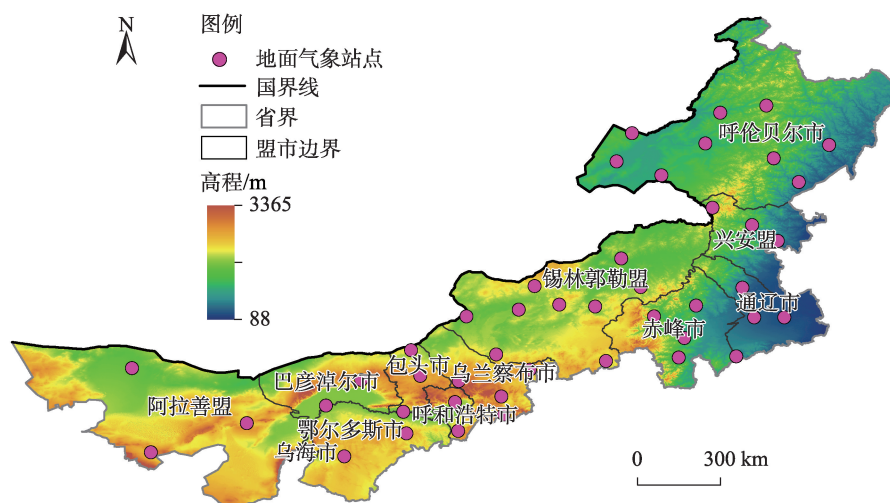 N
图例
地面气象站点
国界线
省界
盟市边界
高程/m
3365
88
呼伦贝尔市
兴安盟
锡林郭勒盟
通辽市
赤峰市
包头市
乌兰察布市
巴彦淖尔市
阿拉善盟
呼和浩特市
鄂尔多斯市
乌海市
0 300 km